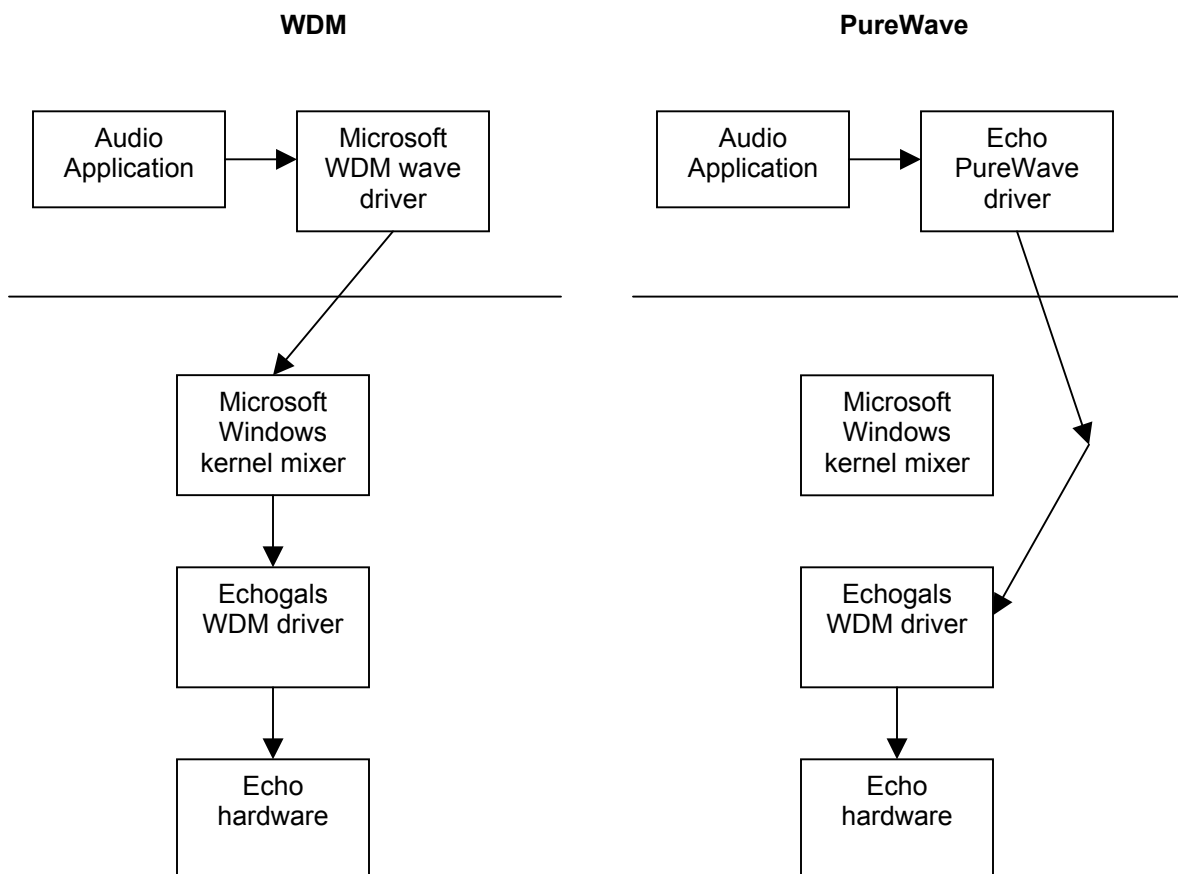 WDM
PureWave
Audio
Application
Microsoft
WDM wave
driver
Audio
Application
Echo
PureWave
driver
Microsoft
Windows
kernel mixer
Microsoft
Windows
kernel mixer
Echogals
WDM driver
Echogals
WDM driver
Echo
hardware
Echo
hardware